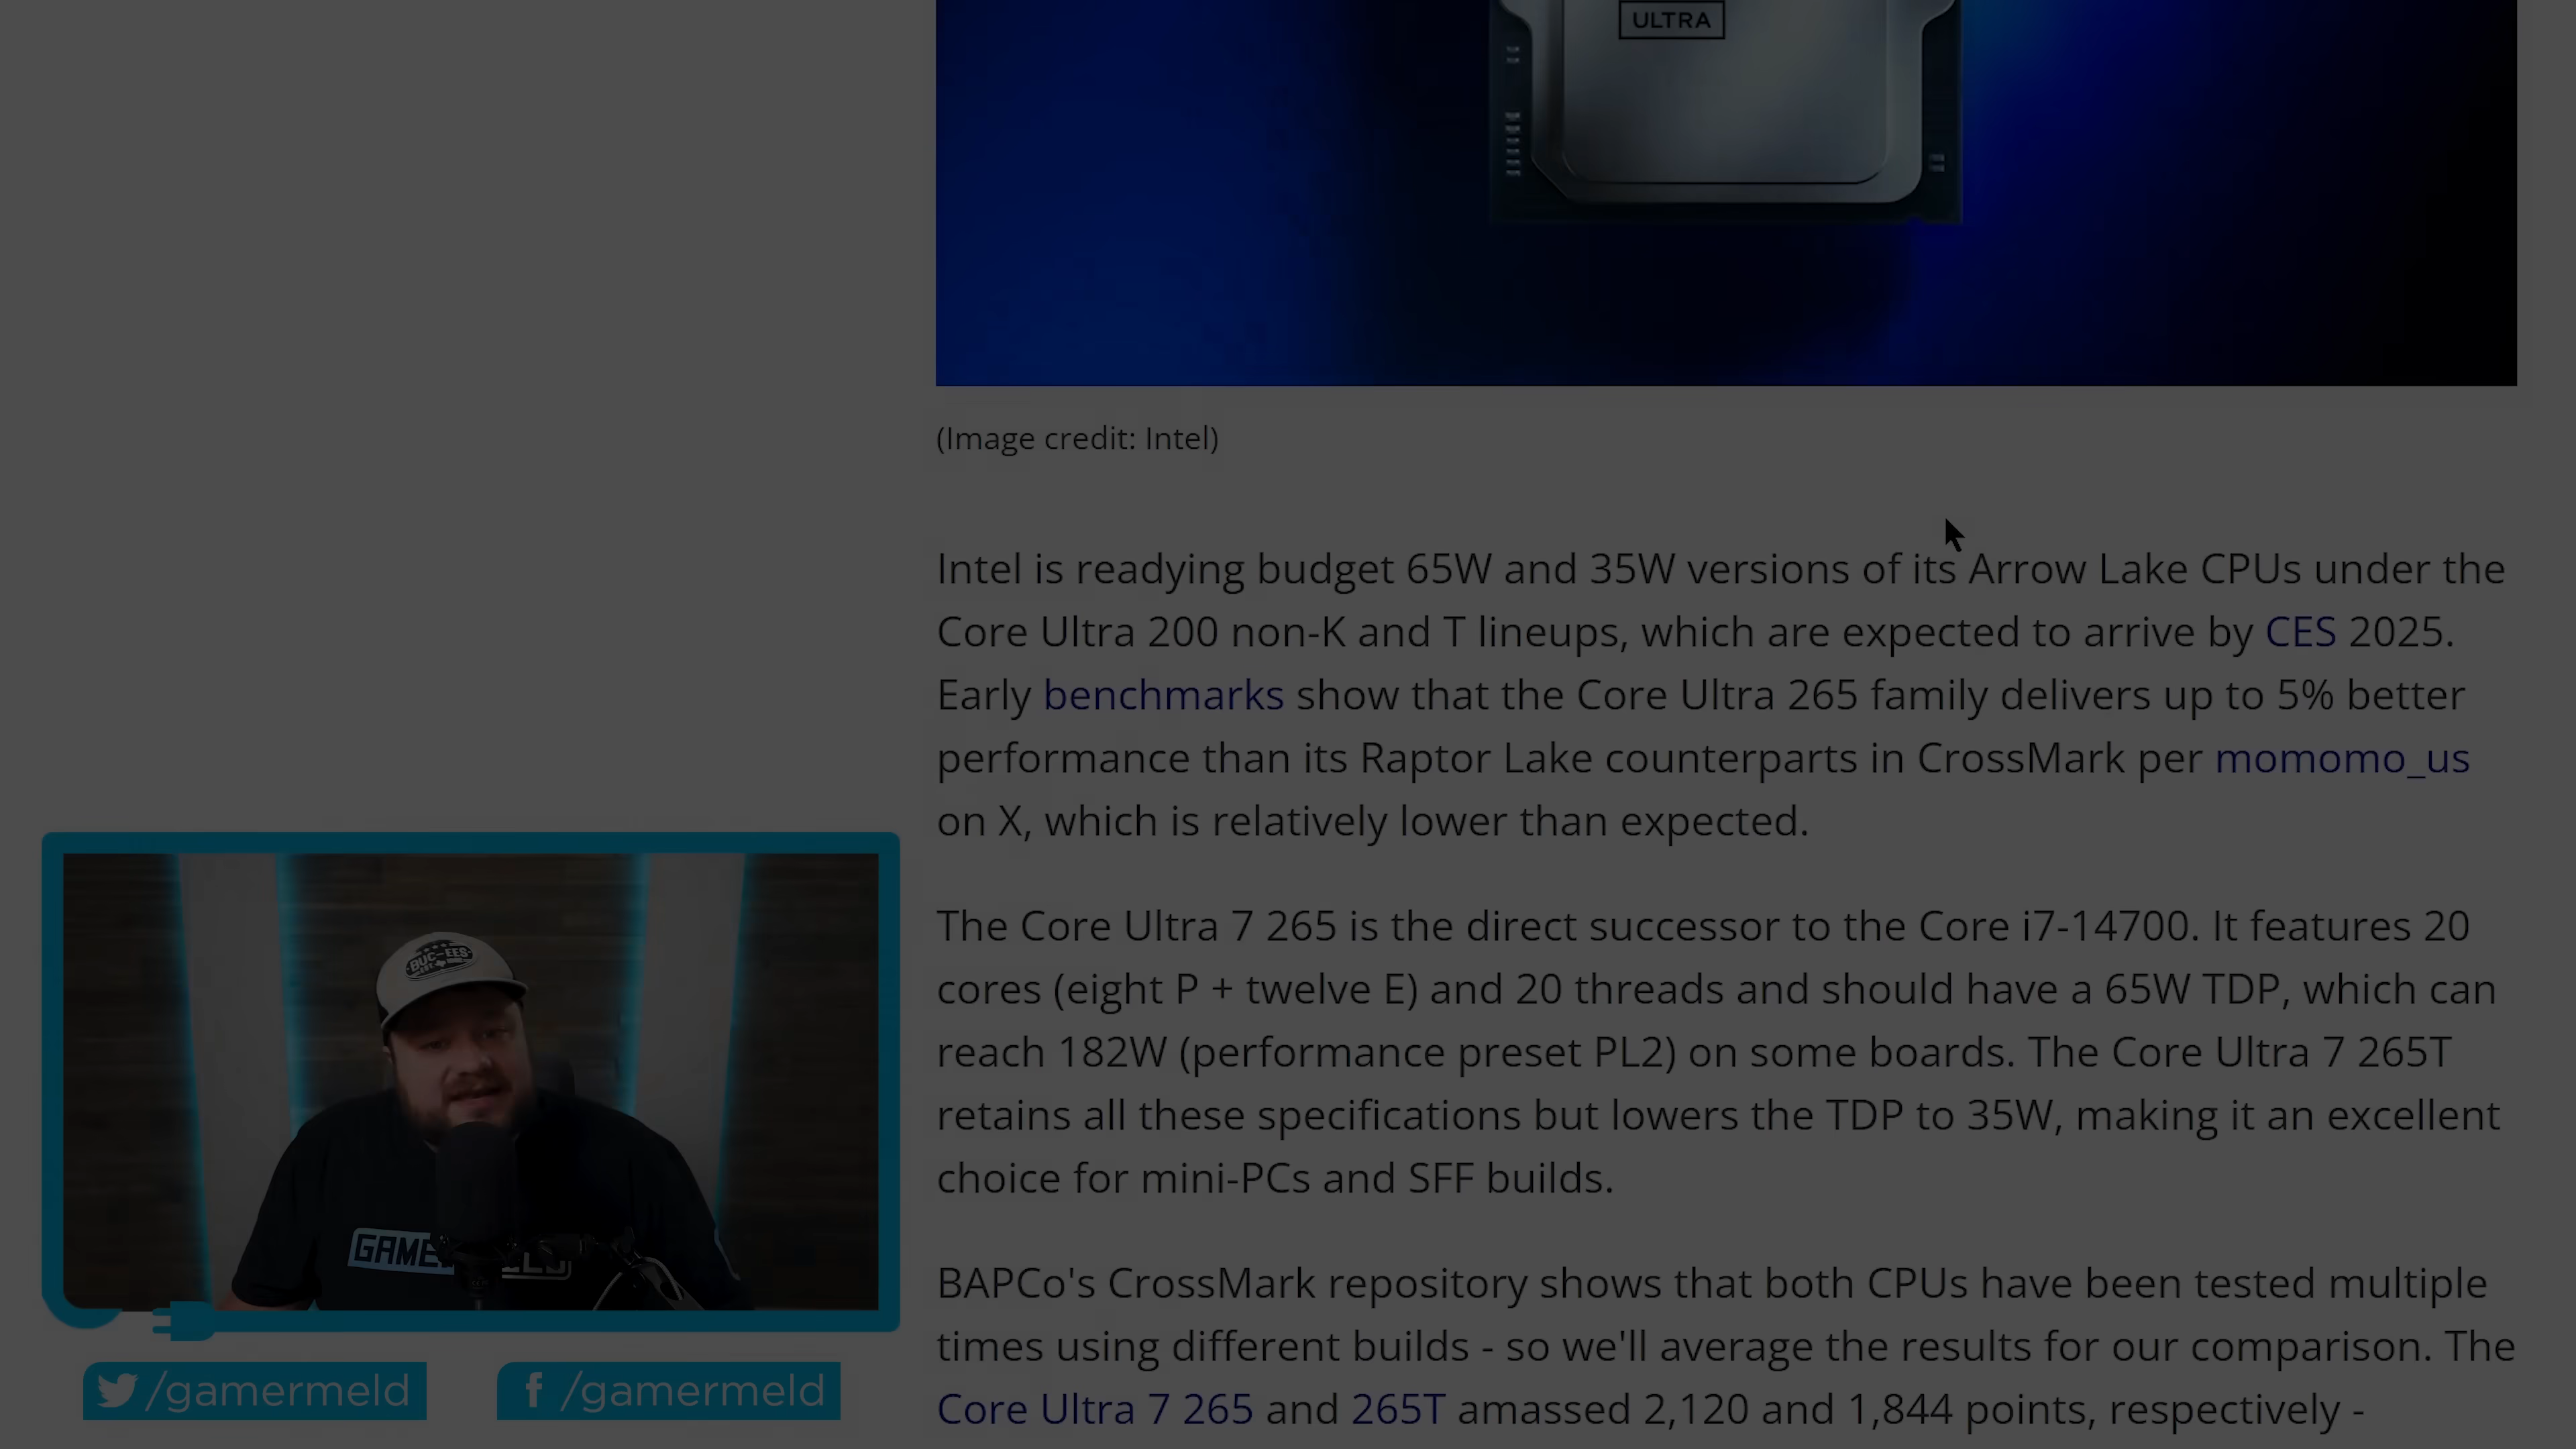 ULTRA
(Image credit: Intel)
Intel is readying budget 65W and 35W versions of its Arrow Lake CPUs under the
Core Ultra 200 non-K and T lineups, which are expected to arrive by CES 2025.
Early benchmarks show that the Core Ultra 265 family delivers up to 5% better
performance than its Raptor Lake counterparts in CrossMark per momomo_us
on X, which is relatively lower than expected.
The Core Ultra 7 265 is the direct successor to the Core i7-14700. It features 20
cores (eight P + twelve E) and 20 threads and should have a 65W TDP, which can
reach 182W (performance preset PL2) on some boards. The Core Ultra 7 265T
retains all these specifications but lowers the TDP to 35W, making it an excellent
choice for mini-PCs and SFF builds.
BAPCo's CrossMark repository shows that both CPUs have been tested multiple
times using different builds - so we'll average the results for our comparison. The
Core Ultra 7 265 and 265T amassed 2,120 and 1,844 points, respectively -
BUC-EES
/gamermeld
/gamermeld